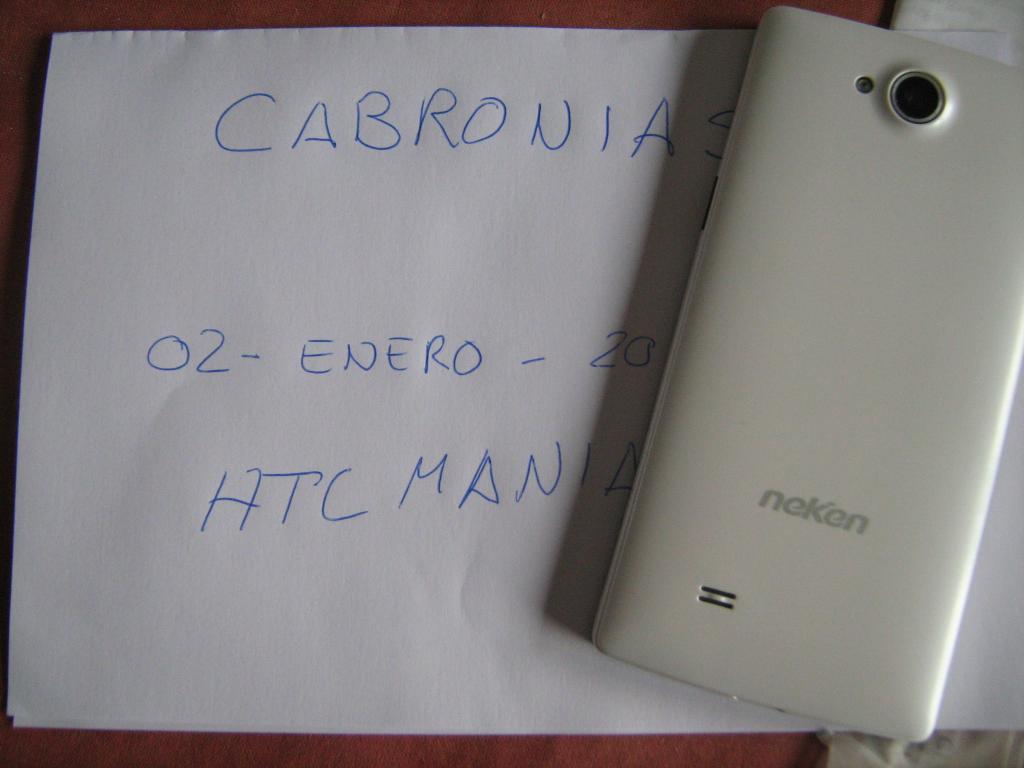 CABRONIAS
02- ENERO - 20
HTC MANIA
neken